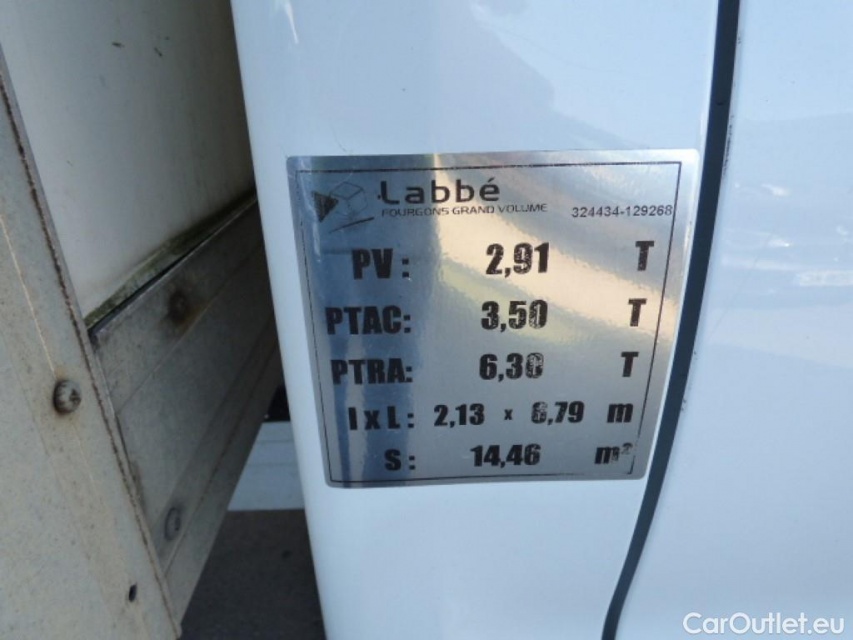 Labbé
FOURGONS GRAND VOLUME 324434-129268
PV: 2,91 T
PTAC: 3,50 T
PTRA: 6,30 T
l x L: 2,13 x 6,79 m
S: 14,46 m²
CarOutlet.eu